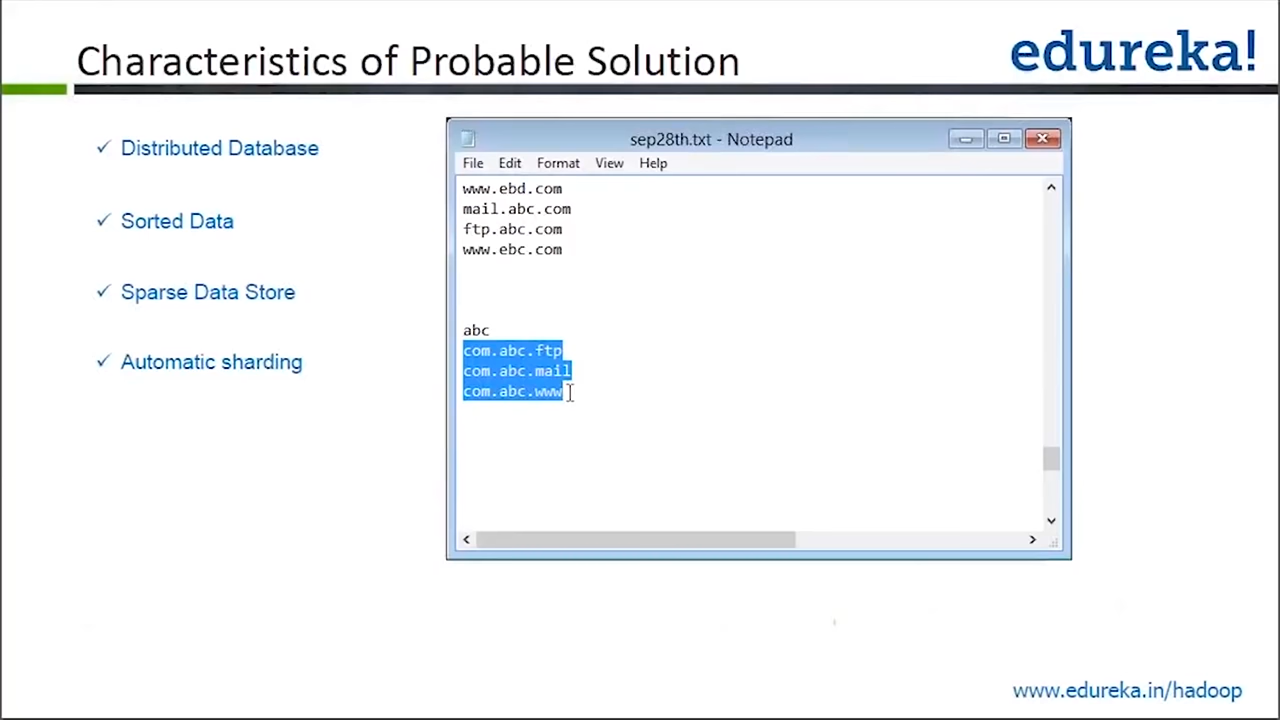 Characteristics of Probable Solution
edureka!
✓ Distributed Database
✓ Sorted Data
✓ Sparse Data Store
✓ Automatic sharding
sep28th.txt - Notepad
File Edit Format View Help
www.ebd.com
mail.abc.com
ftp.abc.com
www.ebc.com
abc
com.abc.ftp
com.abc.mail
com.abc.www
www.edureka.in/hadoop